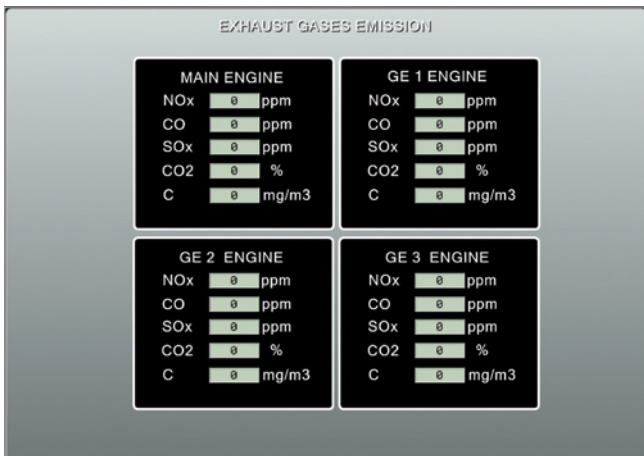 EXHAUST GASES EMISSION
MAIN ENGINE
NOx 0 ppm
CO 0 ppm
SOx 0 ppm
CO2 0 %
C 0 mg/m3
GE 1 ENGINE
NOx 0 ppm
CO 0 ppm
SOx 0 ppm
CO2 0 %
C 0 mg/m3
GE 2 ENGINE
NOx 0 ppm
CO 0 ppm
SOx 0 ppm
CO2 0 %
C 0 mg/m3
GE 3 ENGINE
NOx 0 ppm
CO 0 ppm
SOx 0 ppm
CO2 0 %
C 0 mg/m3